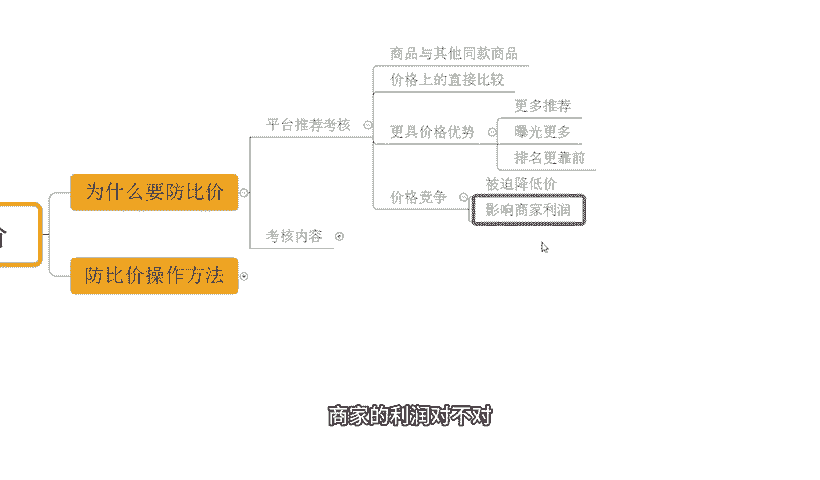 商品与其他同款商品
价格上的直接比较
更多推荐
平台推荐考核
更具价格优势
曝光更多
排名更靠前
为什么要防比价
被迫降低价
价格竞争
影响商家利润
价
考核内容
防比价操作方法
商家的利润对不对